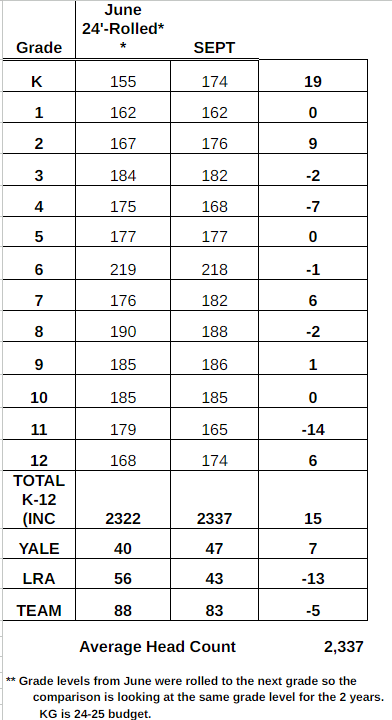 June
24'-Rolled*
Grade * SEPT
K 155 174 19
1 162 162 0
2 167 176 9
3 184 182 -2
4 175 168 -7
5 177 177 0
6 219 218 -1
7 176 182 6
8 190 188 -2
9 185 186 1
10 185 185 0
11 179 165 -14
12 168 174 6
TOTAL
K-12
(INC 2322 2337 15
YALE 40 47 7
LRA 56 43 -13
TEAM 88 83 -5
Average Head Count 2,337
** Grade levels from June were rolled to the next grade so the
comparison is looking at the same grade level for the 2 years.
KG is 24-25 budget.